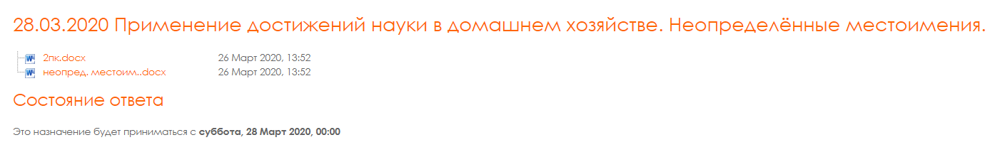 28.03.2020 Применение достижений науки в домашнем хозяйстве. Неопределённые местоимения.
2пк.docx 26 Март 2020, 13:52
неопред. местоим..docx 26 Март 2020, 13:52
Состояние ответа
Это назначение будет приниматься с суббота, 28 Март 2020, 00:00